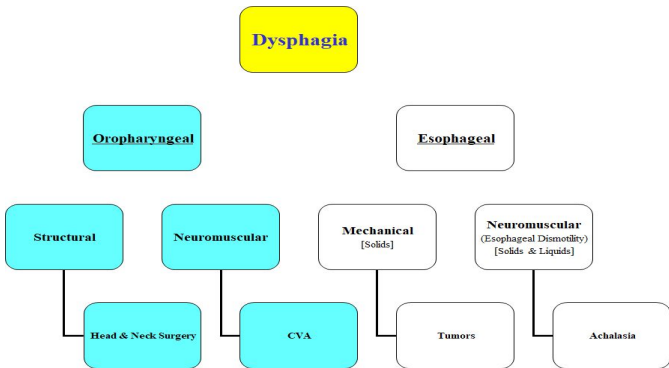 Dysphagia
Oropharyngeal
Esophageal
Structural
Neuromuscular
Mechanical
[Solids]
Neuromuscular
(Esophageal Dismotility)
[Solids & Liquids]
Head & Neck Surgery
CVA
Tumors
Achalasia